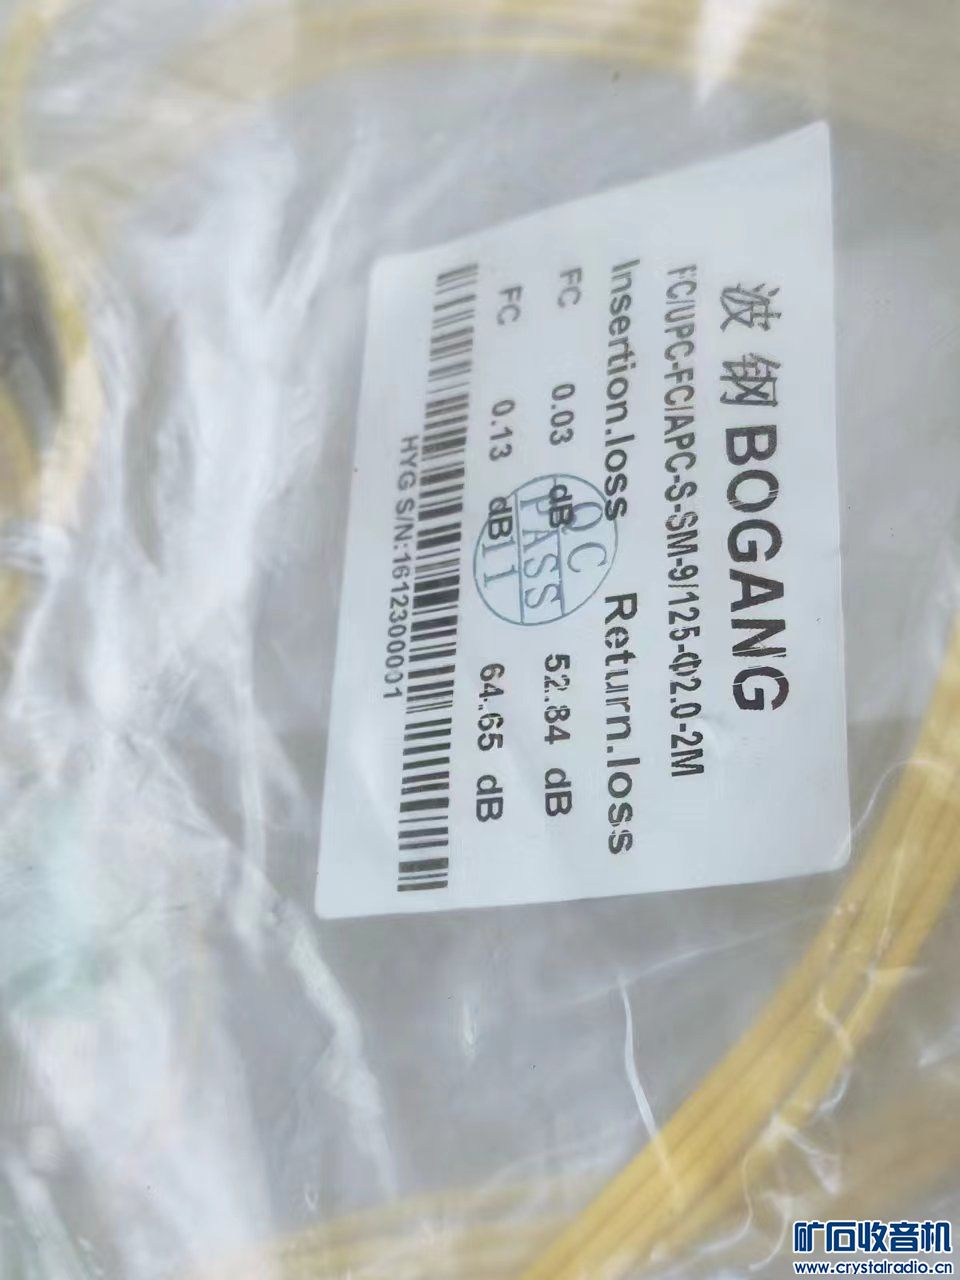 波 钢 BOGANG
FC/UPC-FC/APC-S-SM-9/125-Φ2.0-2M
Insertion.loss Return.loss
FC 0.03 dB 52.84 dB
FC 0.13 dB 64.65 dB
HYG S/N:1612300001
QC
PASS
11
矿石收音机
www.crystalradio.cn